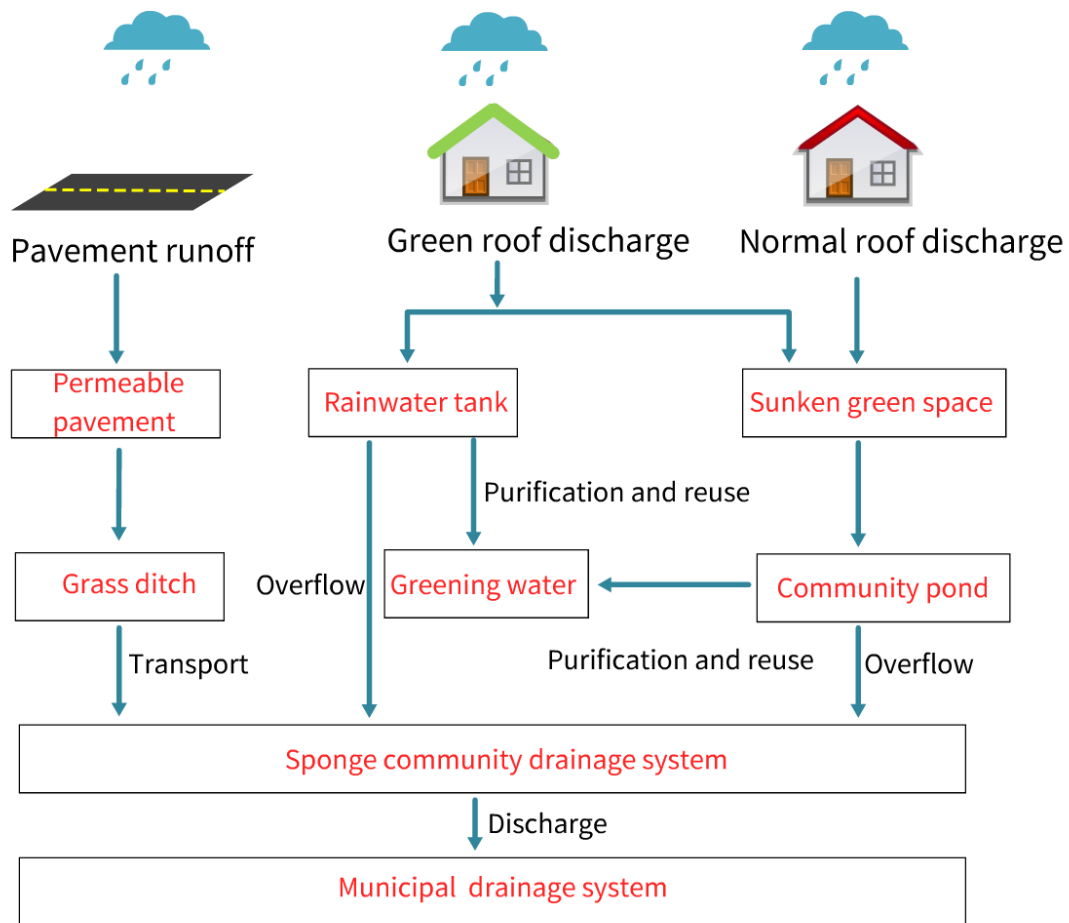 Pavement runoff
Green roof discharge
Normal roof discharge
Permeable
pavement
Rainwater tank
Sunken green space
Purification and reuse
Grass ditch
Overflow
Greening water
Community pond
Transport
Purification and reuse
Overflow
Sponge community drainage system
Discharge
Municipal drainage system